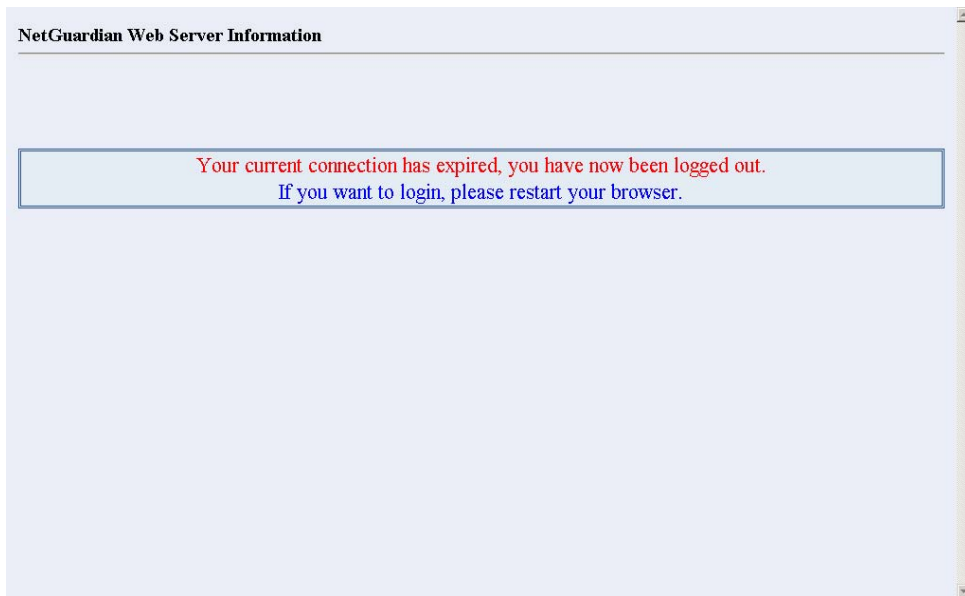 NetGuardian Web Server Information
Your current connection has expired, you have now been logged out.
If you want to login, please restart your browser.